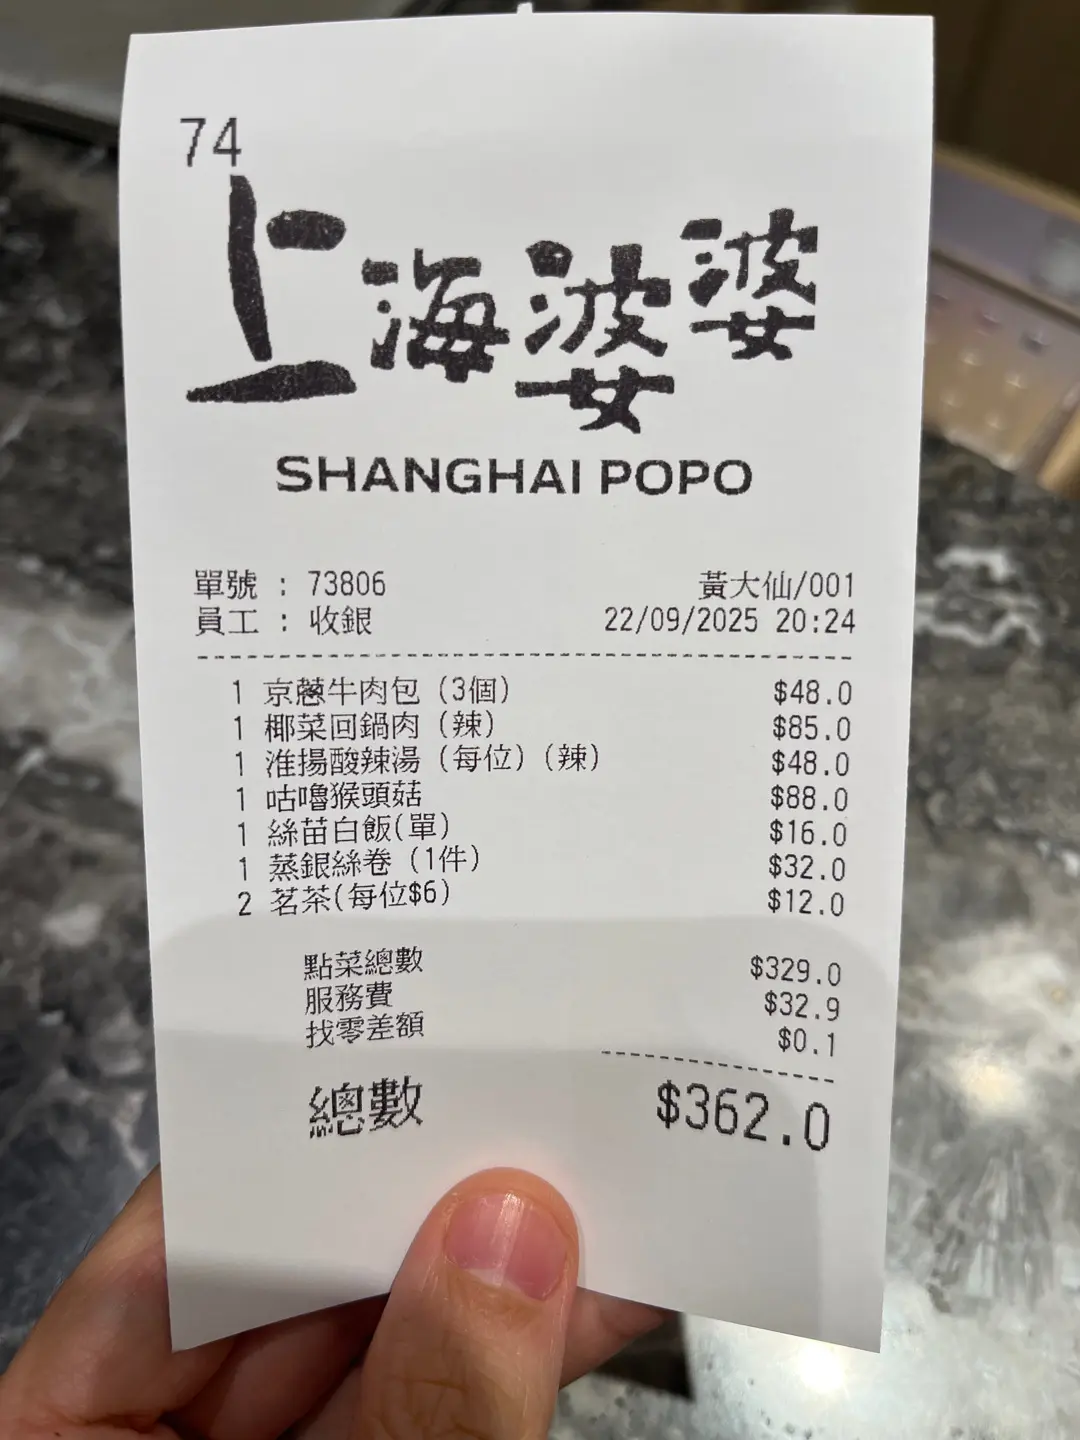 74
上海婆婆
SHANGHAI POPO
單號 : 73806 黃大仙/001
員工 : 收銀 22/09/2025 20:24
1 京蔥牛肉包 (3個) $48.0
1 椰菜回鍋肉 (辣) $85.0
1 淮揚酸辣湯 (每位) (辣) $48.0
1 咕嚕猴頭菇 $88.0
1 絲苗白飯(單) $16.0
1 蒸銀絲卷 (1件) $32.0
2 茗茶(每位$6) $12.0
點菜總數 $329.0
服務費 $32.9
找零差額 $0.1
總數 $362.0